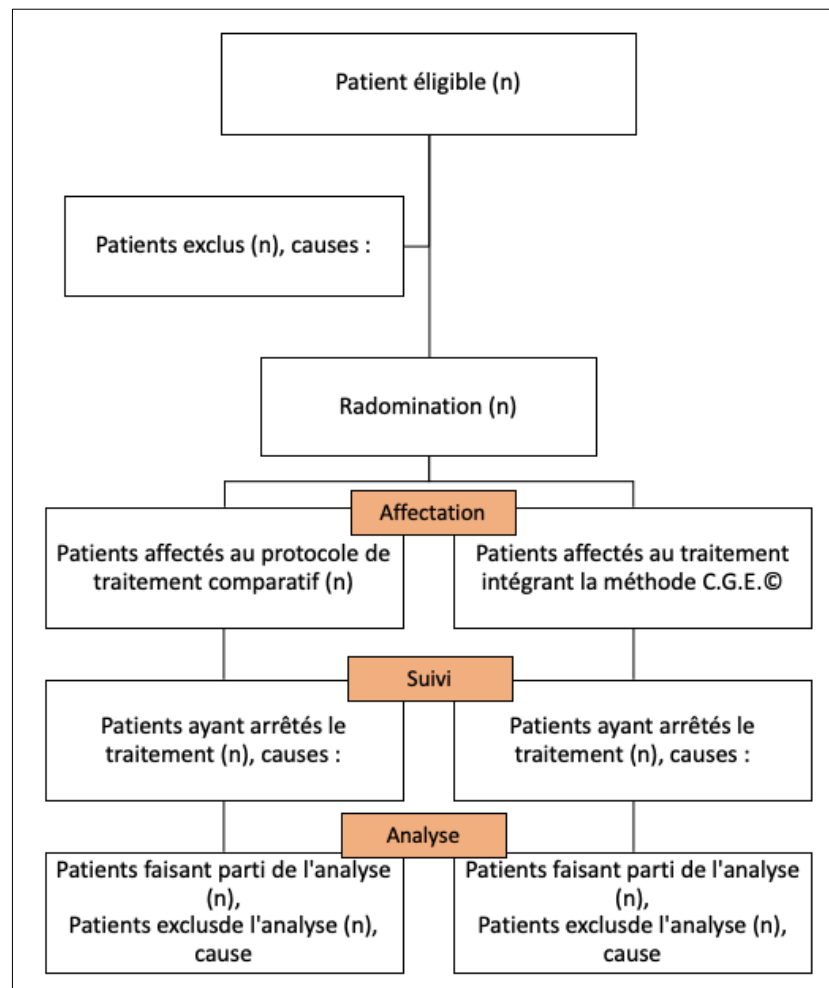 Patient éligible (n)
Patients exclus (n), causes :
Radomination (n)
Affectation
Patients affectés au protocole de
traitement comparatif (n)
Patients affectés au traitement
intégrant la méthode C.G.E.©
Suivi
Patients ayant arrêtés le
traitement (n), causes :
Patients ayant arrêtés le
traitement (n), causes :
Analyse
Patients faisant parti de l'analyse
(n),
Patients exclusde l'analyse (n),
cause
Patients faisant parti de l'analyse
(n),
Patients exclusde l'analyse (n),
cause